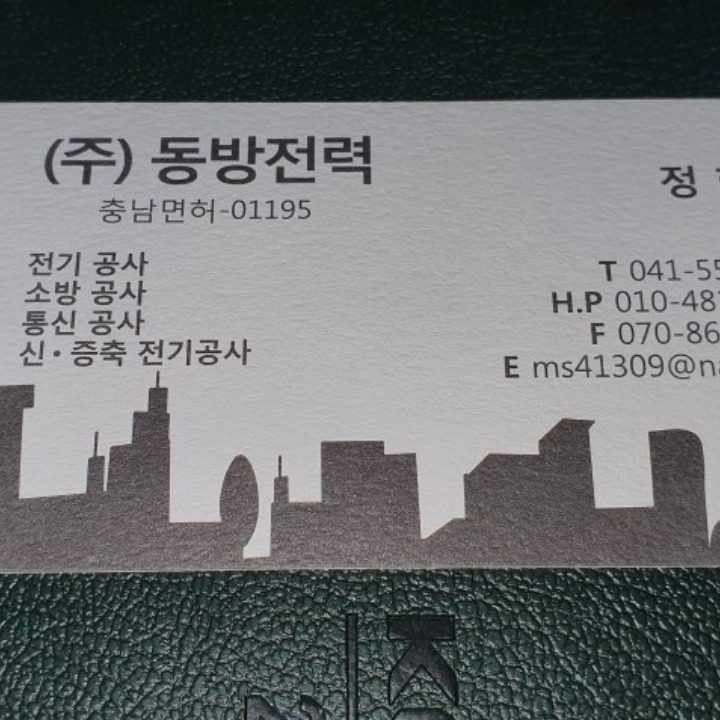 (주) 동방전력
충남면허-01195
정
전기 공사
소방 공사
통신 공사
신·증축 전기공사
T 041-55
H.P 010-48
F 070-86
E ms41309@na